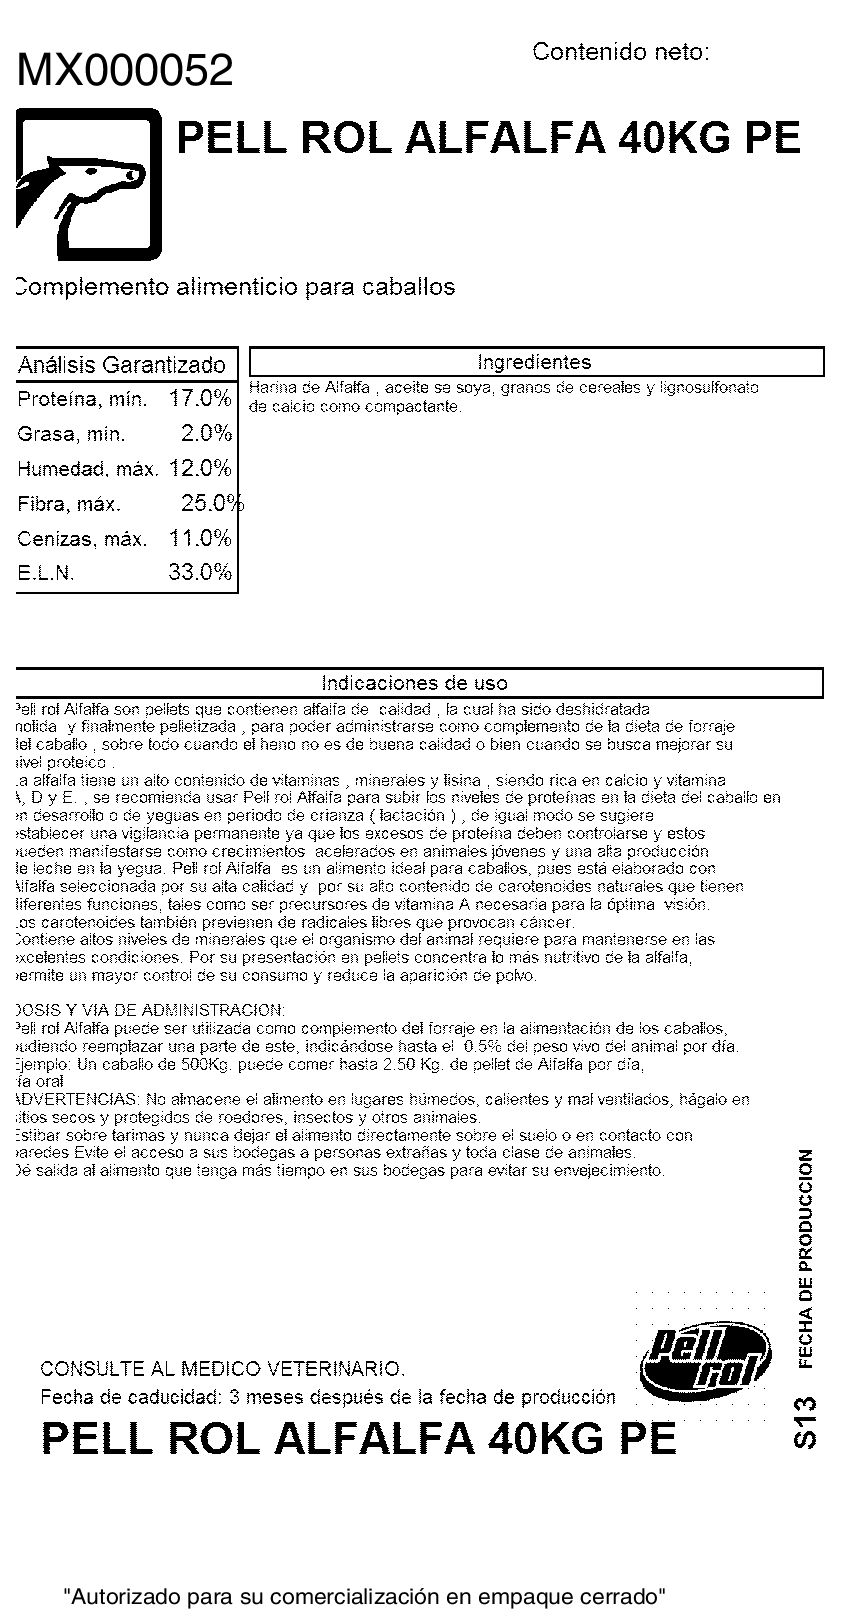 Contenido neto:
MX000052
PELL ROL ALFALFA 40KG PE
Complemento alimenticio para caballos
Análisis Garantizado
Proteína, mín. 17.0%
Grasa, mín. 2.0%
Humedad, máx. 12.0%
Fibra, máx. 25.0%
Cenizas, máx. 11.0%
E.L.N. 33.0%
Ingredientes
Harina de Alfalfa , aceite se soya, granos de cereales y lignosulfonato
de calcio como compactante.
Indicaciones de uso
Pell rol Alfalfa son pellets que contienen alfalfa de calidad , la cual ha sido deshidratada
molida y finalmente pelletizada , para poder administrarse como complemento de la dieta de forraje
del caballo , sobre todo cuando el heno no es de buena calidad o bien cuando se busca mejorar su
nivel proteico .
La alfalfa tiene un alto contenido de vitaminas , minerales y lisina , siendo rica en calcio y vitamina
A, D y E. , se recomienda usar Pell rol Alfalfa para subir los niveles de proteínas en la dieta del caballo en
en desarrollo o de yeguas en periodo de crianza ( lactación ) , de igual modo se sugiere
establecer una vigilancia permanente ya que los excesos de proteína deben controlarse y estos
pueden manifestarse como crecimientos acelerados en animales jóvenes y una alta producción
de leche en la yegua. Pell rol Alfalfa es un alimento ideal para caballos, pues está elaborado con
Alfalfa seleccionada por su alta calidad y por su alto contenido de carotenoides naturales que tienen
diferentes funciones, tales como ser precursores de vitamina A necesaria para la óptima visión.
Los carotenoides también previenen de radicales libres que provocan cáncer.
Contiene altos niveles de minerales que el organismo del animal requiere para mantenerse en las
excelentes condiciones. Por su presentación en pellets concentra lo más nutritivo de la alfalfa,
permite un mayor control de su consumo y reduce la aparición de polvo.
DOSIS Y VIA DE ADMINISTRACION:
Pell rol Alfalfa puede ser utilizada como complemento del forraje en la alimentación de los caballos,
pudiendo reemplazar una parte de este, indicándose hasta el 0.5% del peso vivo del animal por día.
Ejemplo: Un caballo de 500Kg. puede comer hasta 2.50 Kg. de pellet de Alfalfa por día,
vía oral
ADVERTENCIAS: No almacene el alimento en lugares húmedos, calientes y mal ventilados, hágalo en
sitios secos y protegidos de roedores, insectos y otros animales.
Estibar sobre tarimas y nunca dejar el alimento directamente sobre el suelo o en contacto con
paredes Evite el acceso a sus bodegas a personas extrañas y toda clase de animales.
Dé salida al alimento que tenga más tiempo en sus bodegas para evitar su envejecimiento.
FECHA DE PRODUCCION
S13
Pell rol
CONSULTE AL MEDICO VETERINARIO.
Fecha de caducidad: 3 meses después de la fecha de producción
PELL ROL ALFALFA 40KG PE
"Autorizado para su comercialización en empaque cerrado"